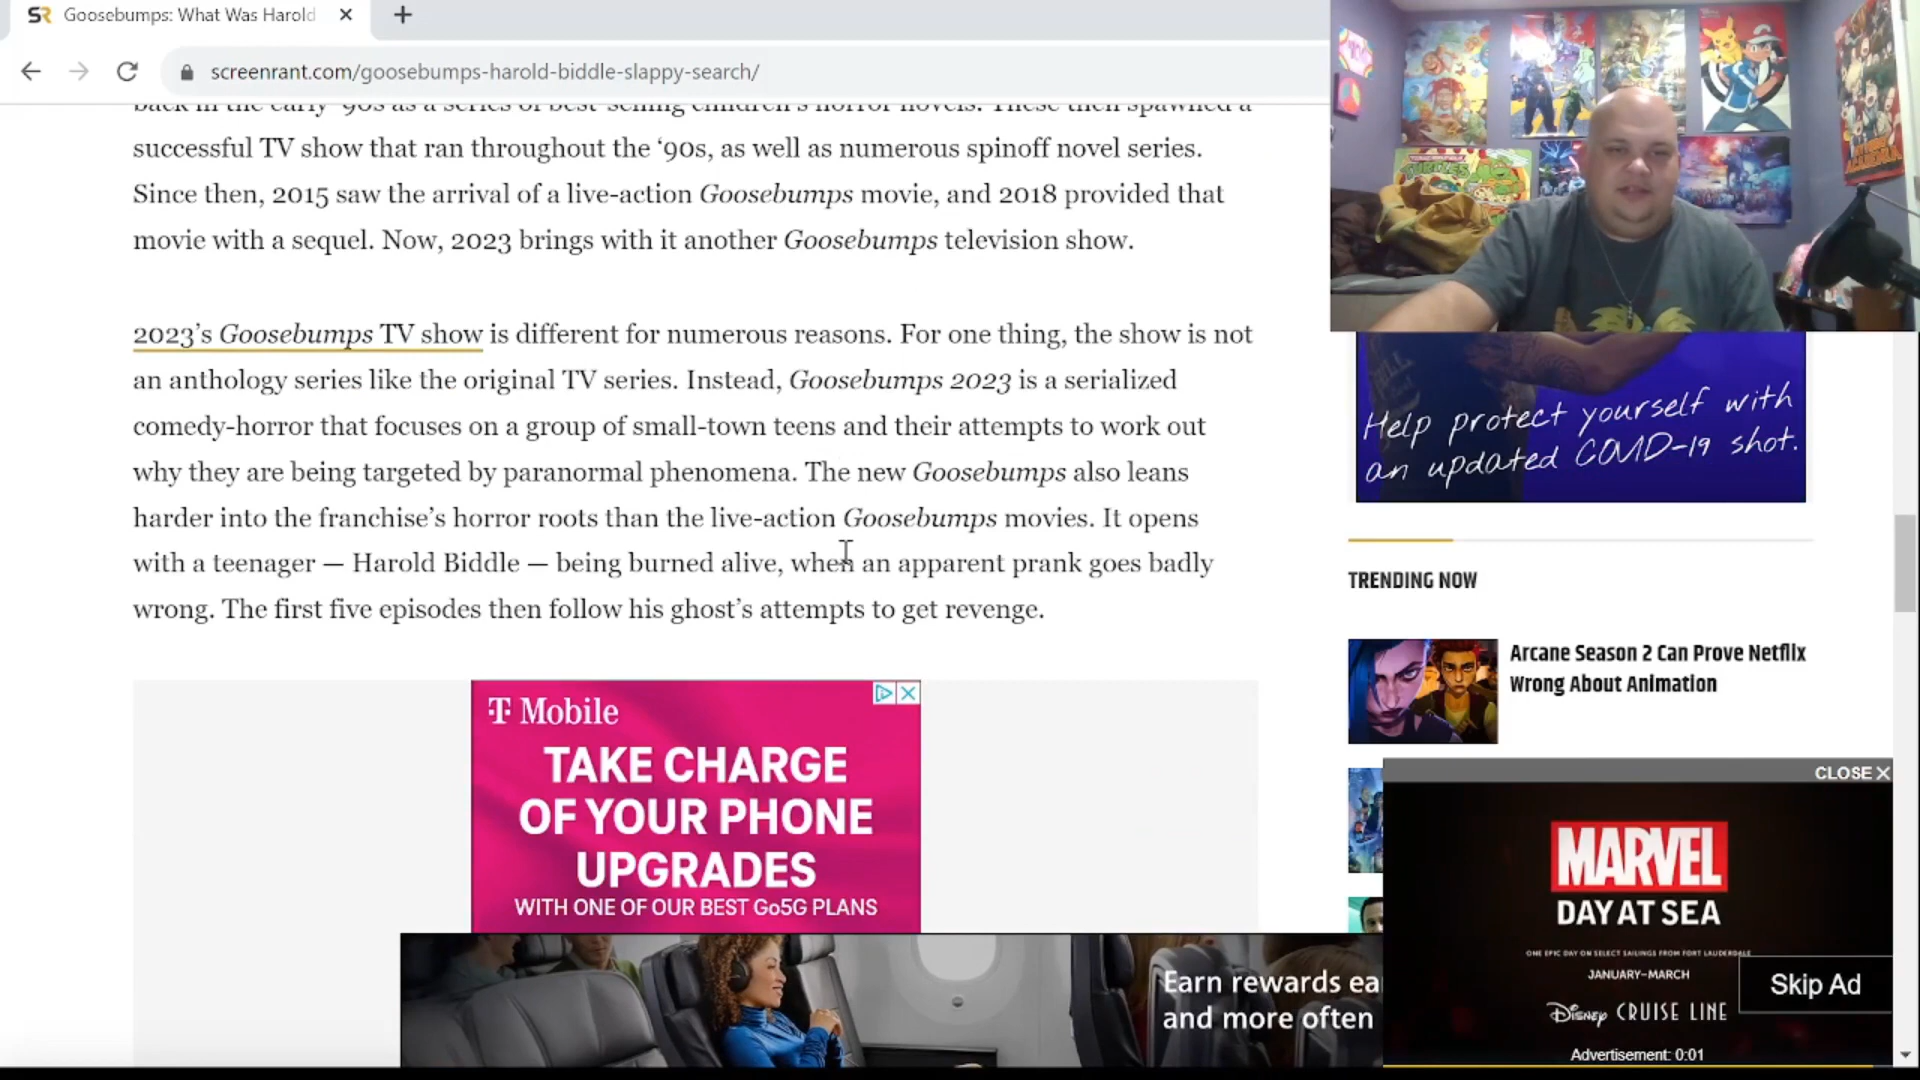 SR Goosebumps: What Was Harold
screenrant.com/goosebumps-harold-biddle-slappy-search/
back in the early ‘90s as a series of best-selling children’s horror novels. These then spawned a
successful TV show that ran throughout the ‘90s, as well as numerous spinoff novel series.
Since then, 2015 saw the arrival of a live-action Goosebumps movie, and 2018 provided that
movie with a sequel. Now, 2023 brings with it another Goosebumps television show.
2023’s Goosebumps TV show is different for numerous reasons. For one thing, the show is not
an anthology series like the original TV series. Instead, Goosebumps 2023 is a serialized
comedy-horror that focuses on a group of small-town teens and their attempts to work out
why they are being targeted by paranormal phenomena. The new Goosebumps also leans
harder into the franchise’s horror roots than the live-action Goosebumps movies. It opens
with a teenager — Harold Biddle — being burned alive, when an apparent prank goes badly
wrong. The first five episodes then follow his ghost’s attempts to get revenge.
T Mobile
TAKE CHARGE
OF YOUR PHONE
UPGRADES
WITH ONE OF OUR BEST Go5G PLANS
Earn rewards ea
and more often
TURTLES
Help protect yourself with
an updated COVID-19 shot.
TRENDING NOW
Arcane Season 2 Can Prove Netflix
Wrong About Animation
CLOSE X
MARVEL
DAY AT SEA
ONE EPIC DAY ON SELECT SAILINGS FROM FORT LAUDERDALE
JANUARY–MARCH
Disney CRUISE LINE
Skip Ad
Advertisement: 0:01